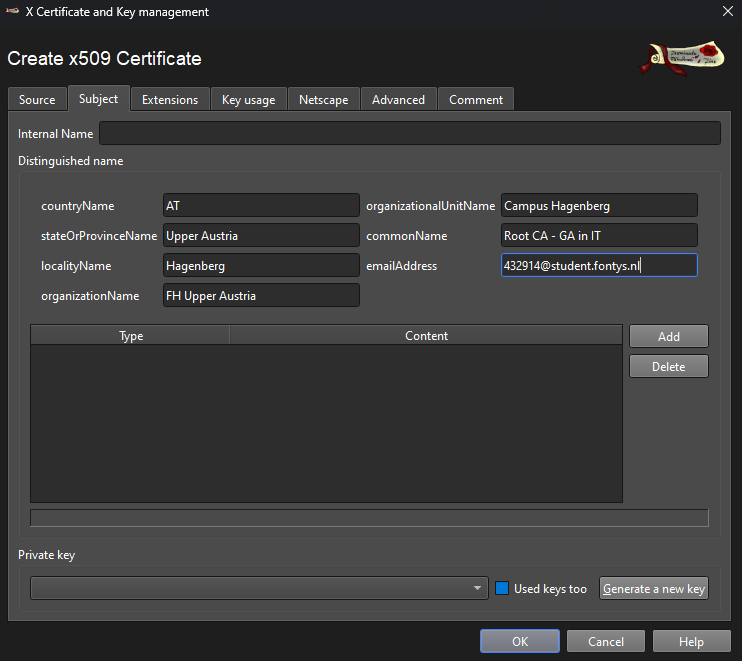 X Certificate and Key management
Create x509 Certificate
Source Subject Extensions Key usage Netscape Advanced Comment
Internal Name
Distinguished name
countryName AT organizationalUnitName Campus Hagenberg
stateOrProvinceName Upper Austria commonName Root CA - GA in IT
localityName Hagenberg emailAddress 432914@student.fontys.nl
organizationName FH Upper Austria
Type Content Add
Delete
Private key
Used keys too Generate a new key
OK Cancel Help